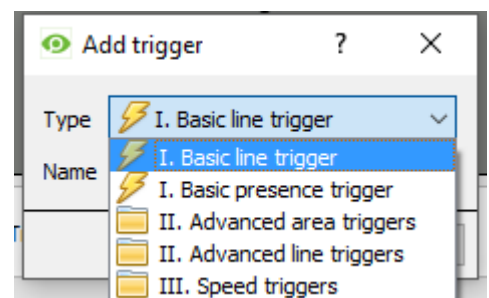 Add trigger ?
Type I. Basic line trigger
I. Basic line trigger
Name
I. Basic presence trigger
II. Advanced area triggers
II. Advanced line triggers
III. Speed triggers